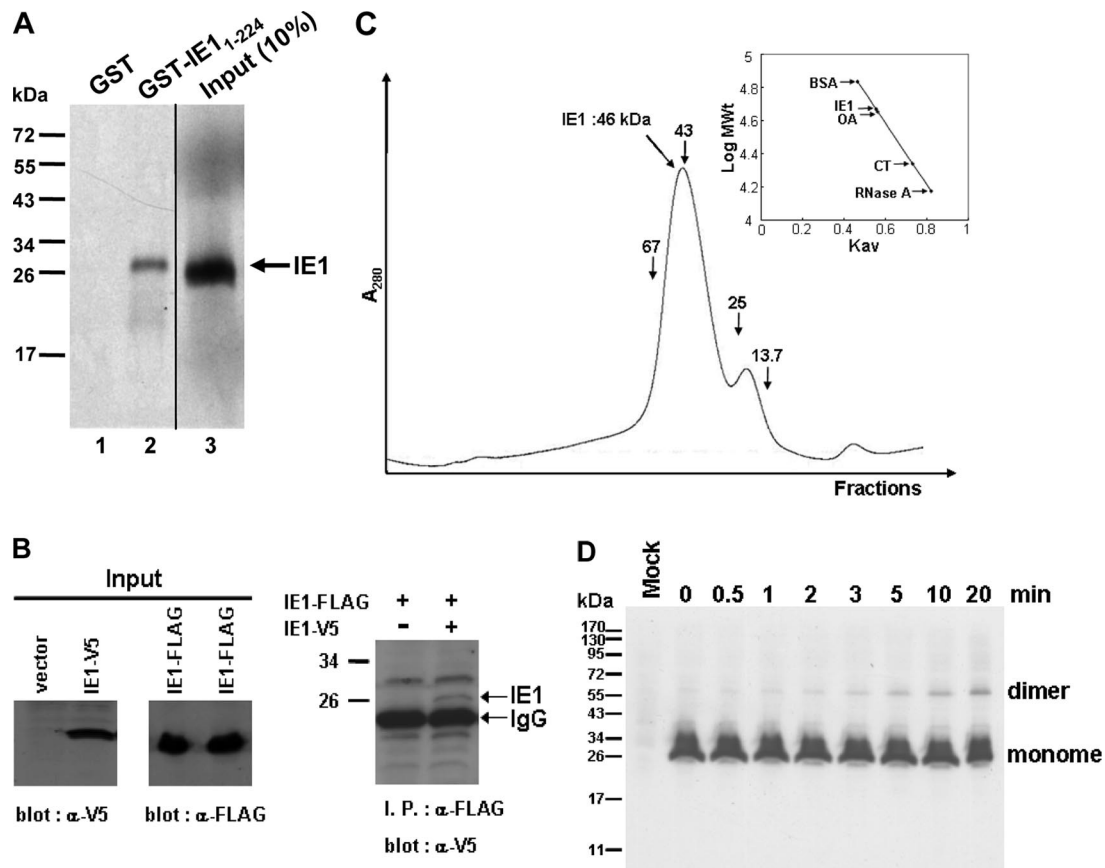 A
GST
GST-IE1 1-224
Input (10%)
kDa
72
55
43
34
26
17
IE1
1 2 3
C
IE1 :46 kDa
43
67
25
13.7
A280
Fractions
5
4.8
4.6
4.4
4.2
4
Log MWt
BSA
IE1
OA
CT
RNase A
0 0.2 0.4 0.6 0.8 1
Kav
B
Input
vector
IE1-V5
IE1-FLAG
IE1-FLAG
blot : α-V5
blot : α-FLAG
IE1-FLAG + +
IE1-V5 - +
34
26
IE1
IgG
I. P. : α-FLAG
blot : α-V5
D
Mock
kDa
0 0.5 1 2 3 5 10 20 min
170
130
95
72
55
43
34
26
17
11
dimer
monome